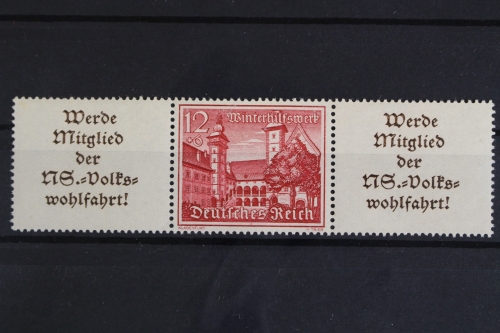 Werde
Mitglied
der
NS.=Volks=
wohlfahrt!
12
Winterhilfswerk
Deutsches Reich
Werde
Mitglied
der
NS.=Volks=
wohlfahrt!